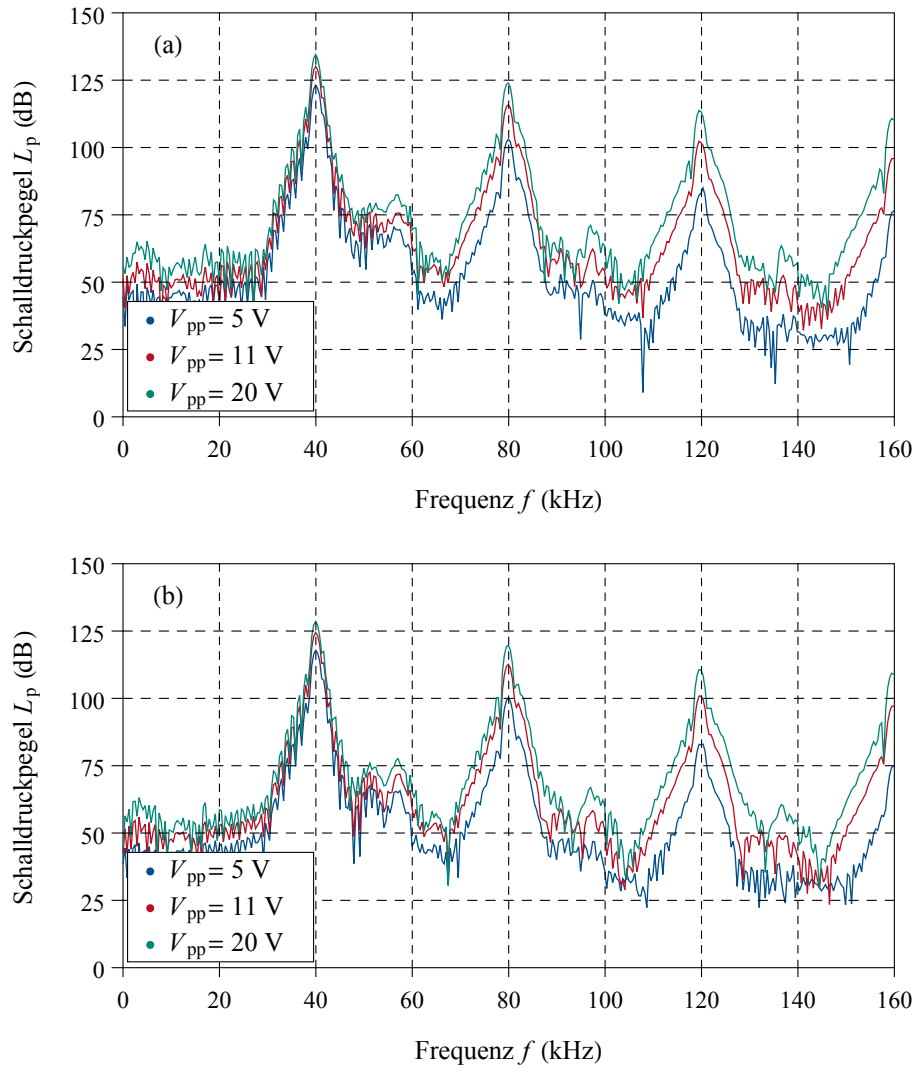 150
(a)
125
100
75
50
25
0
Schalldruckpegel Lp (dB)
Vpp = 5 V
Vpp = 11 V
Vpp = 20 V
0 20 40 60 80 100 120 140 160
Frequenz f (kHz)
150
(b)
125
100
75
50
25
0
Schalldruckpegel Lp (dB)
Vpp = 5 V
Vpp = 11 V
Vpp = 20 V
0 20 40 60 80 100 120 140 160
Frequenz f (kHz)